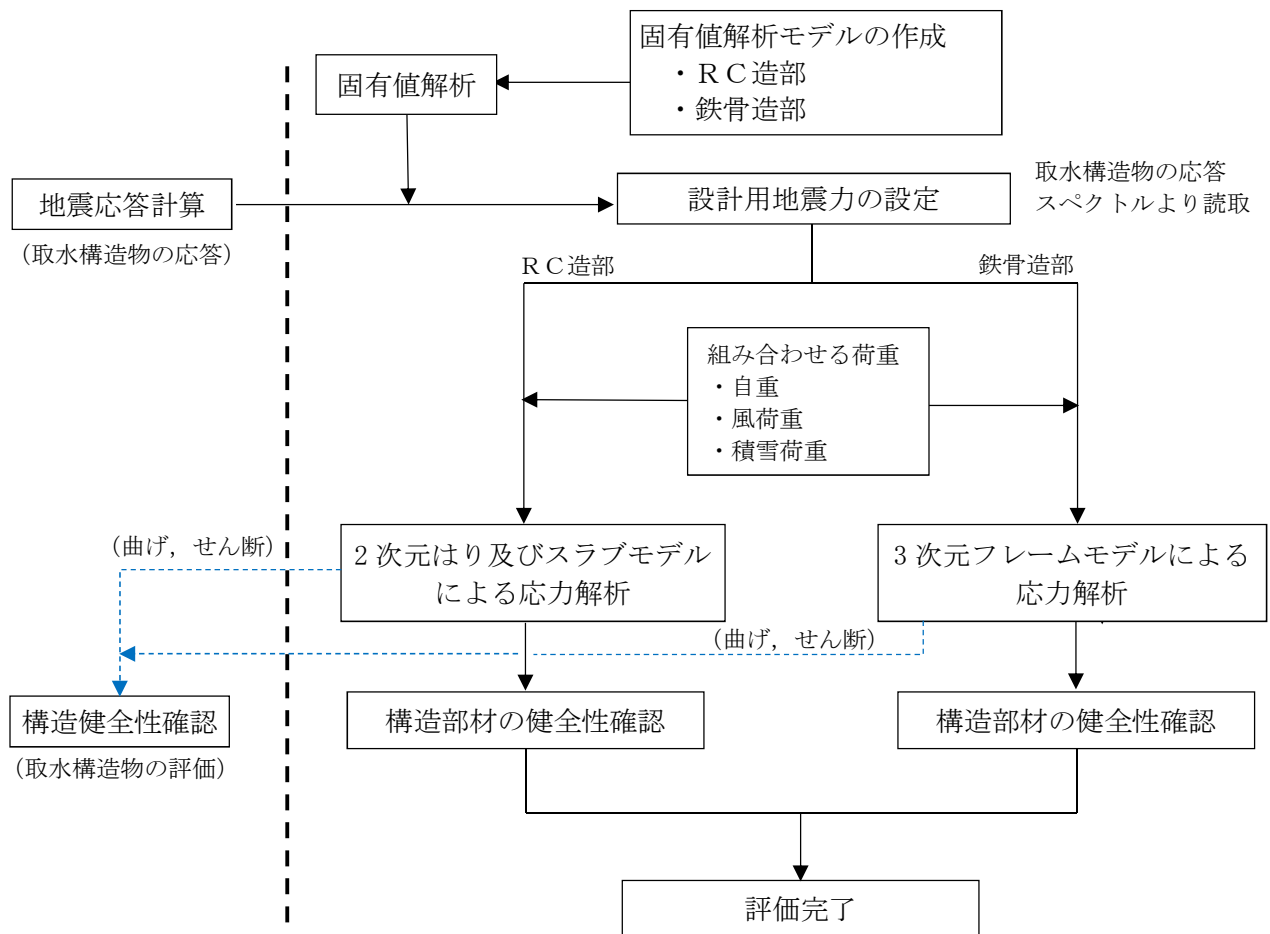 固有値解析モデルの作成
・ＲＣ造部
・鉄骨造部
固有値解析
地震応答計算
(取水構造物の応答)
設計用地震力の設定
取水構造物の応答
スペクトルより読取
ＲＣ造部
鉄骨造部
組み合わせる荷重
・自重
・風荷重
・積雪荷重
(曲げ，せん断)
2 次元はり及びスラブモデル
による応力解析
3 次元フレームモデルによる
応力解析
(曲げ，せん断)
構造健全性確認
(取水構造物の評価)
構造部材の健全性確認
構造部材の健全性確認
評価完了